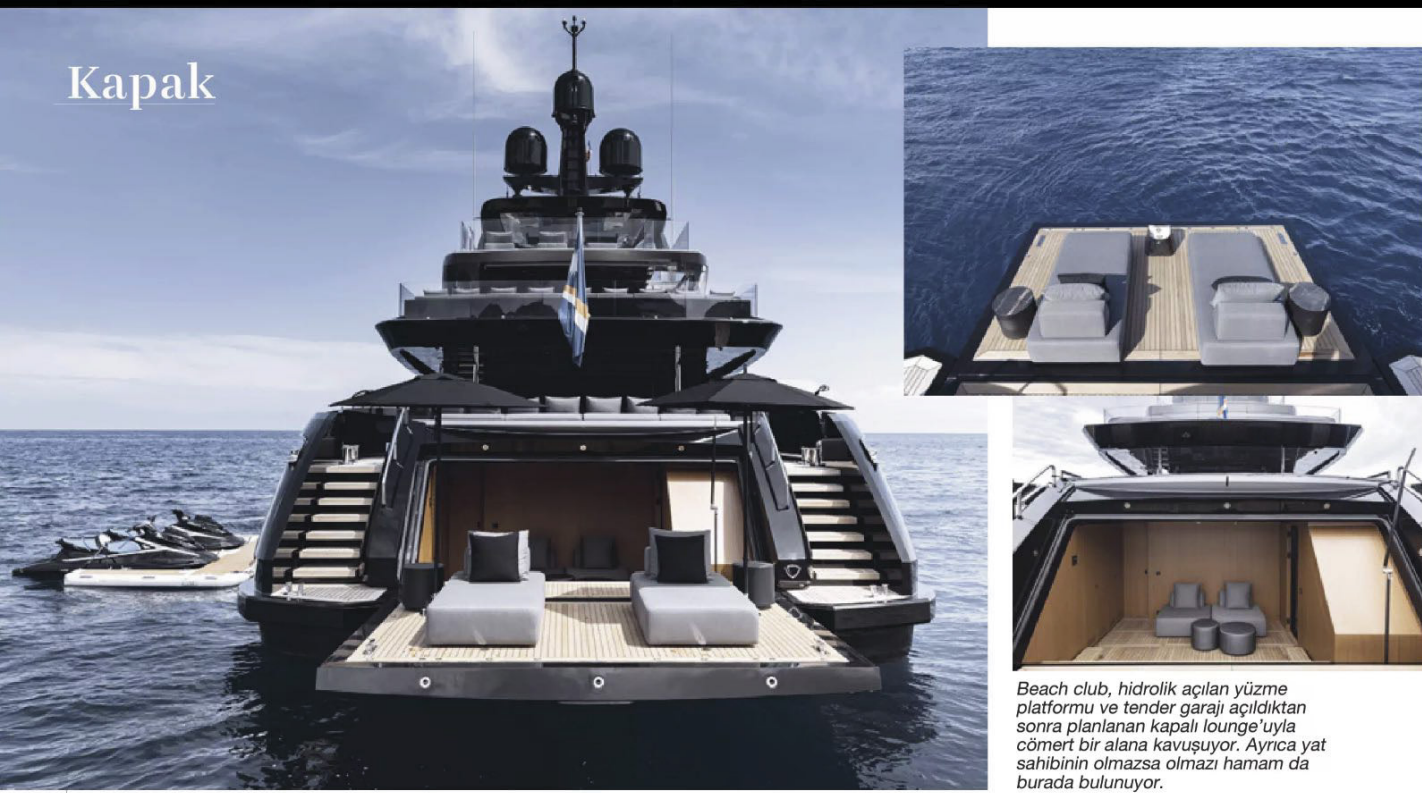 Kapak
Beach club, hidrolik açılan yüzme
platformu ve tender garajı açıldıktan
sonra planlanan kapalı lounge’uyla
cömert bir alana kavuşuyor. Ayrıca yat
sahibinin olmazsa olmazı hamam da
burada bulunuyor.